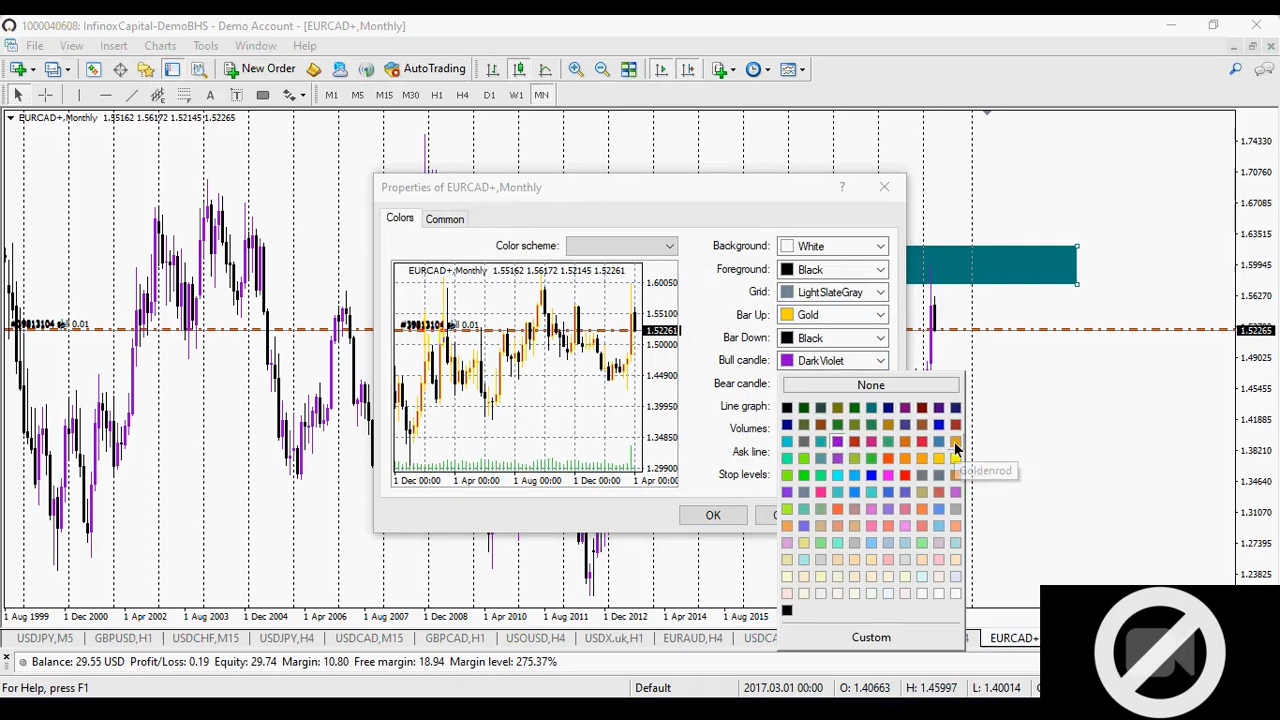 1000040608: InfinoxCapital-DemoBHS - Demo Account - [EURCAD+,Monthly]
File View Insert Charts Tools Window Help
New Order AutoTrading
A T M1 M5 M15 M30 H1 H4 D1 W1 MN
EURCAD+,Monthly 1.55162 1.56172 1.52145 1.52265
1.74330
1.70760
1.67085
1.63515
1.59945
1.56270
1.52265
1.49025
1.45455
1.41885
1.38210
1.34640
1.31070
1.27395
1.23825
#39813104 sell 0.01
Properties of EURCAD+,Monthly ?
Colors Common
Color scheme:
EURCAD+,Monthly 1.55162 1.56172 1.52145 1.52261
#39813104 sell 0.01
1.60050
1.55100
1.52261
1.50000
1.44900
1.39950
1.34850
1.29900
1 Dec 00:00 1 Apr 00:00 1 Aug 00:00 1 Dec 00:00 1 Apr 00:00
Background: White
Foreground: Black
Grid: LightSlateGray
Bar Up: Gold
Bar Down: Black
Bull candle: DarkViolet
Bear candle:
Line graph:
Volumes:
Ask line:
Stop levels:
None
Goldenrod
Custom
OK
1 Aug 1999 1 Dec 2000 1 Apr 2002 1 Aug 2003 1 Dec 2004 1 Apr 2006 1 Aug 2007 1 Dec 2008 1 Apr 2010 1 Aug 2011 1 Dec 2012 1 Apr 2014 1 Aug 2015
USDJPY,M5 GBPUSD,H1 USDCHF,M15 USDJPY,H4 USDCAD,M15 GBPCAD,H1 USOUSD,H4 USDX.uk,H1 EURAUD,H4 USDCA EURCAD+
Balance: 29.55 USD Profit/Loss: 0.19 Equity: 29.74 Margin: 10.80 Free margin: 18.94 Margin level: 275.37%
For Help, press F1 Default 2017.03.01 00:00 O: 1.40663 H: 1.45997 L: 1.40014